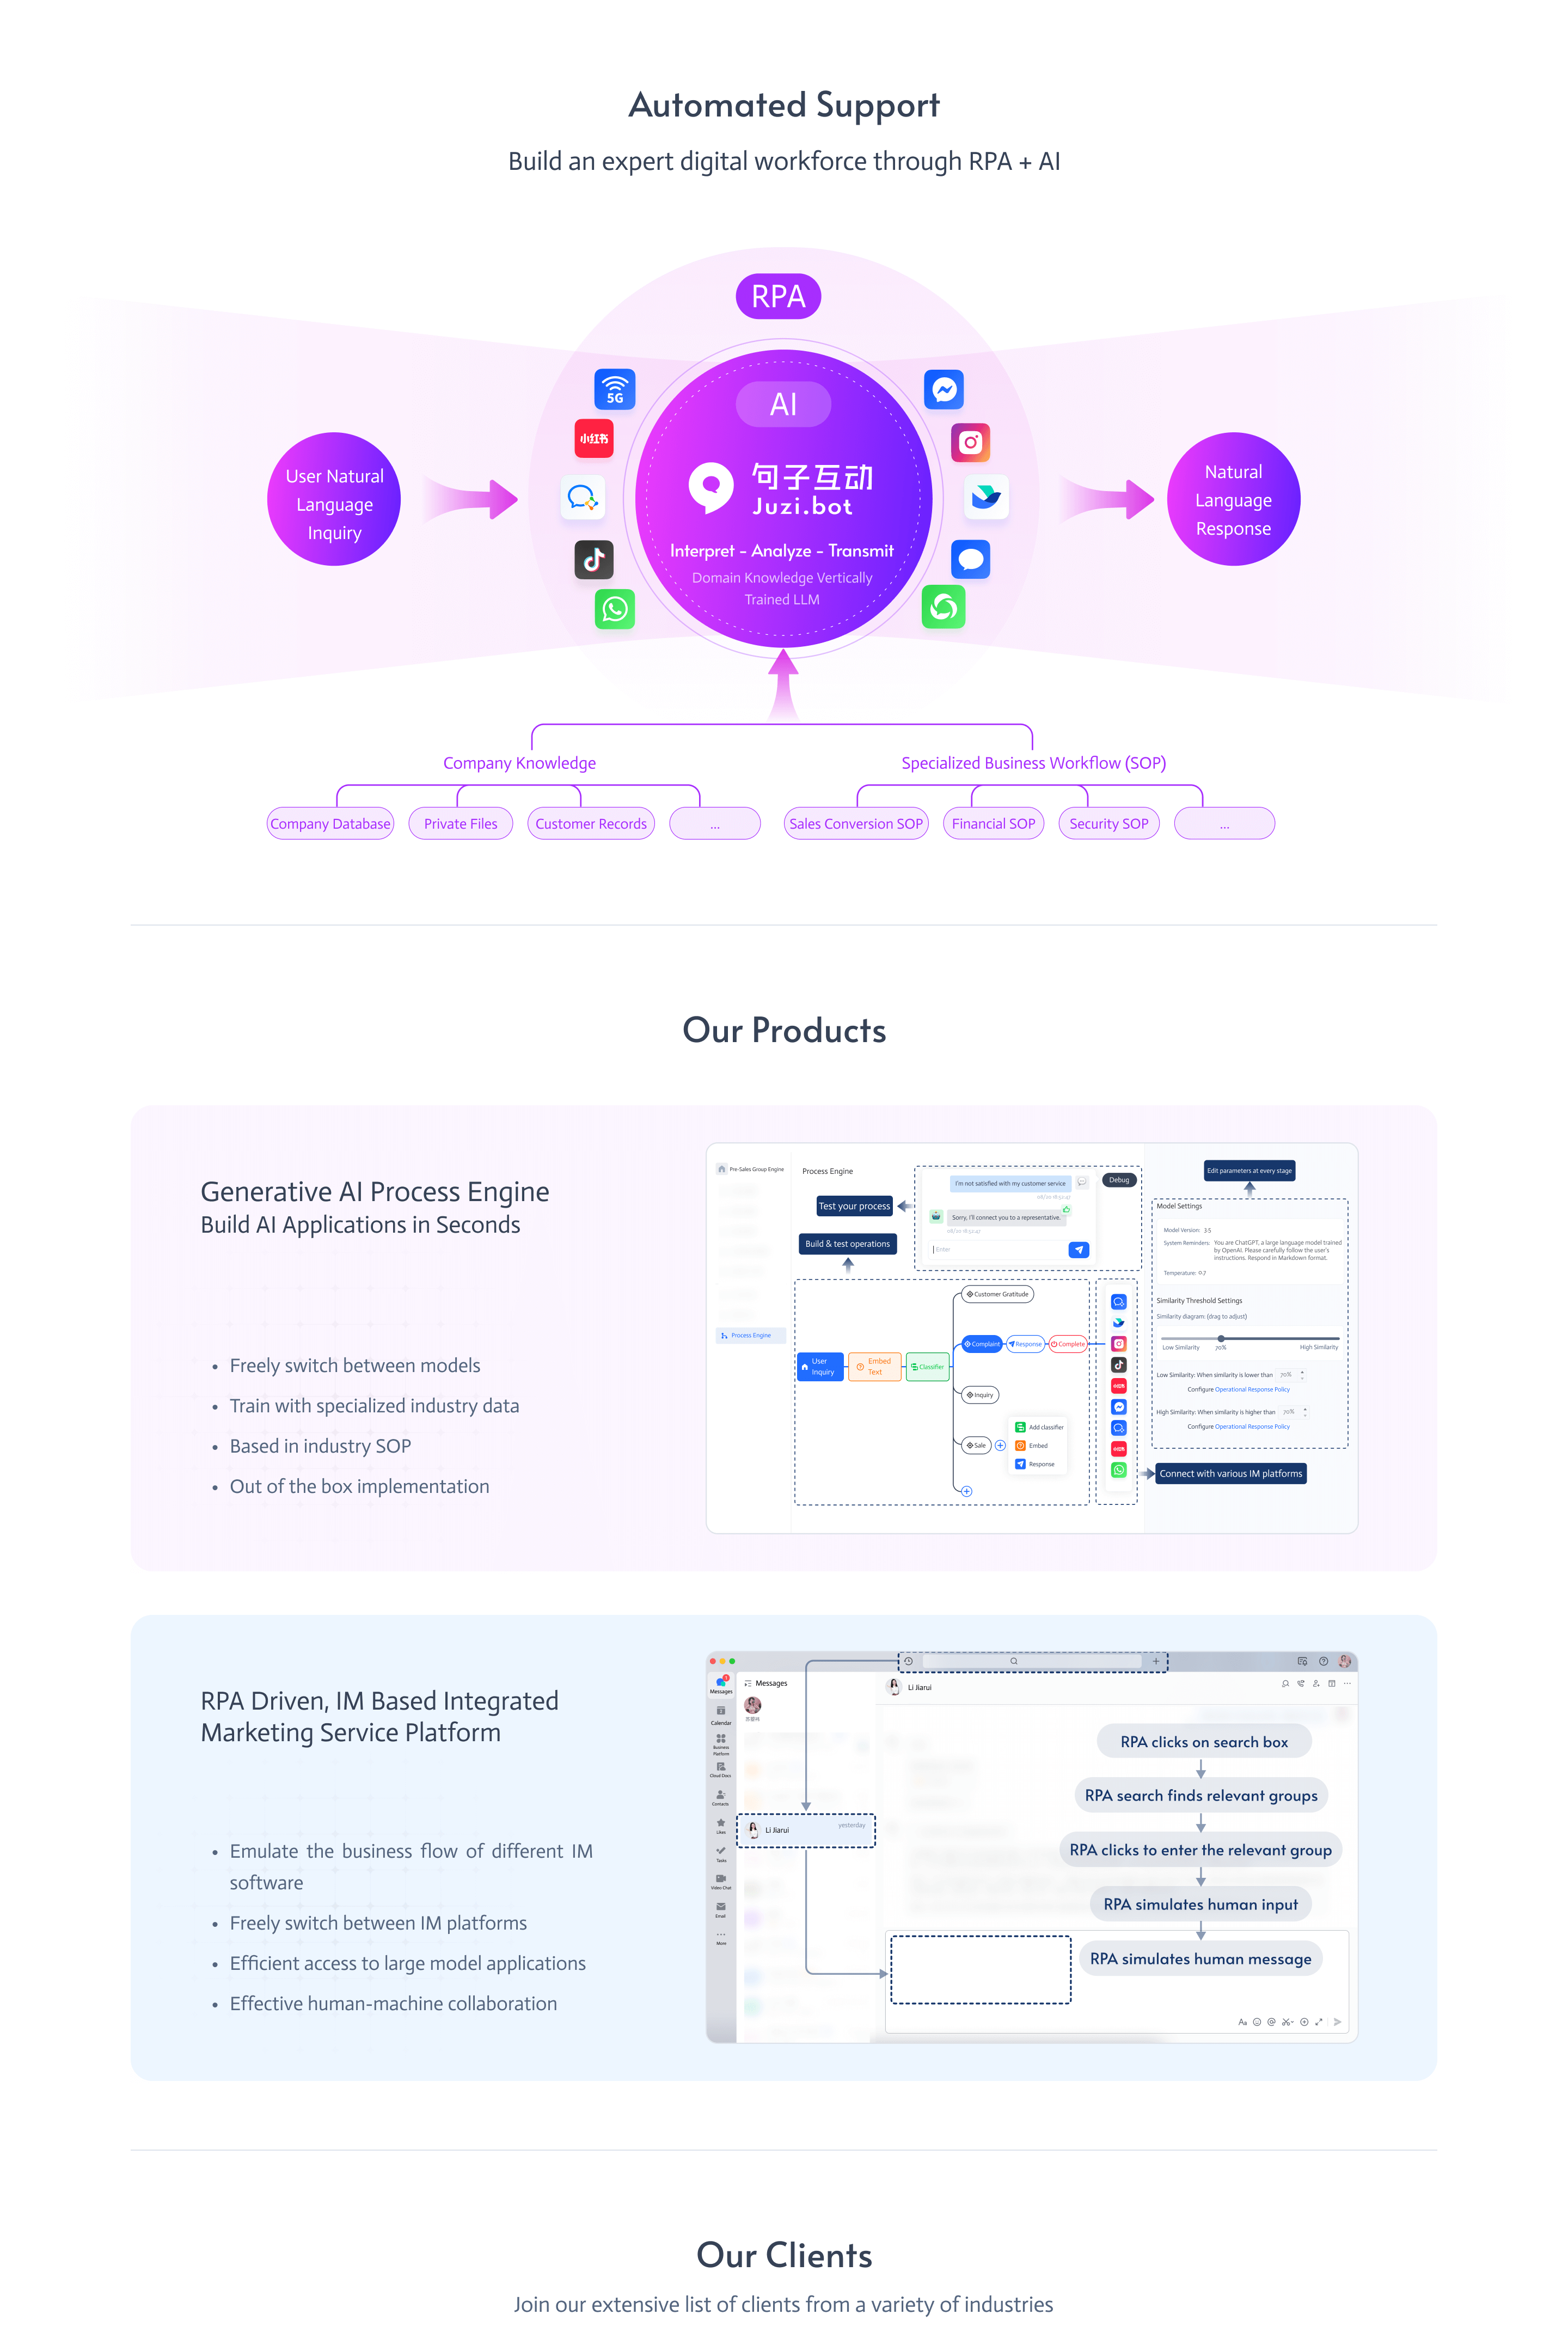 Automated Support
Build an expert digital workforce through RPA + AI
RPA
AI
5G
小红书
句子互动
Juzi.bot
User Natural
Language
Inquiry
Natural
Language
Response
Interpret - Analyze - Transmit
Domain Knowledge Vertically
Trained LLM
Company Knowledge
Specialized Business Workflow (SOP)
Company Database
Private Files
Customer Records
...
Sales Conversion SOP
Financial SOP
Security SOP
...
Our Products
Generative AI Process Engine
Build AI Applications in Seconds
Freely switch between models
Train with specialized industry data
Based in industry SOP
Out of the box implementation
Pre-Sales Group Engine
Process Engine
Process Engine
Test your process
Build & test operations
I'm not satisfied with my customer service
Sorry, I'll connect you to a representative.
Enter
Debug
User
Inquiry
Embed
Text
Classifier
Customer Gratitude
Complaint
Response
Complete
Inquiry
Sale
Add classifier
Embed
Response
小红书
小红书
Edit parameters at every stage
Model Settings
Model Version: 3.5
System Reminders: You are ChatGPT, a large language model trained
by OpenAI. Please carefully follow the user's
instructions. Respond in Markdown format.
Temperature: 0.7
Similarity Threshold Settings
Similarity diagram: (drag to adjust)
Low Similarity 70% High Similarity
Low Similarity: When similarity is lower than 70%
Configure Operational Response Policy
High Similarity: When similarity is higher than 70%
Configure Operational Response Policy
Connect with various IM platforms
RPA Driven, IM Based Integrated
Marketing Service Platform
Emulate the business flow of different IM
software
Freely switch between IM platforms
Efficient access to large model applications
Effective human-machine collaboration
Messages
Calendar
Business
Platform
Cloud Docs
Contacts
Likes
Tasks
Video Chat
Email
More
Messages
Li Jiarui
yesterday
Li Jiarui
RPA clicks on search box
RPA search finds relevant groups
RPA clicks to enter the relevant group
RPA simulates human input
RPA simulates human message
Aa
Our Clients
Join our extensive list of clients from a variety of industries